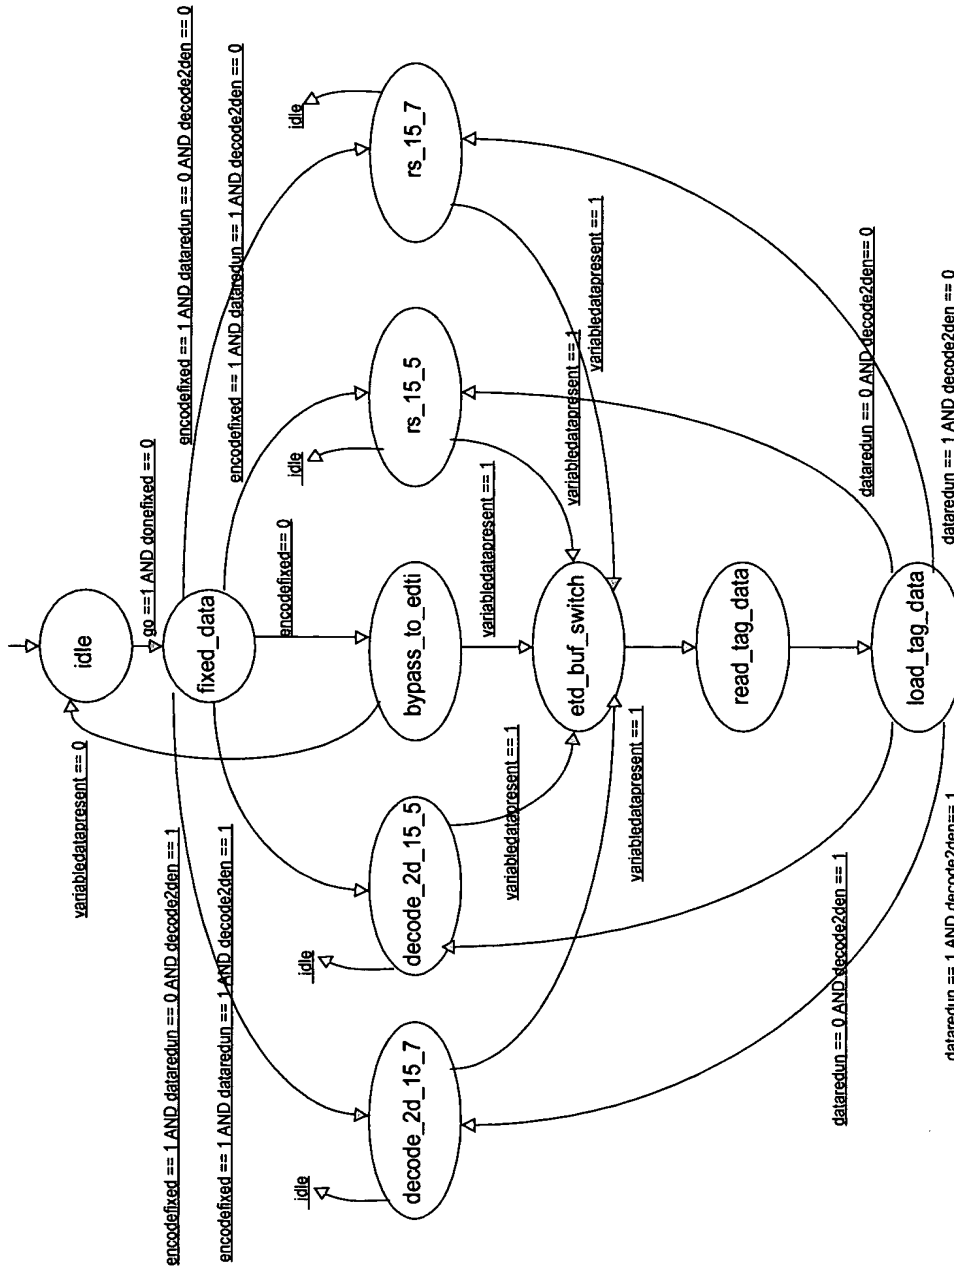 variabledatapresent == 0
idle
go ==1 AND donefixed == 0
encodefixed == 1 AND dataredun == 0 AND decode2den == 1
encodefixed == 1 AND dataredun == 0 AND decode2den == 0
fixed_data
encodefixed == 1 AND dataredun == 1 AND decode2den == 1
encodefixed == 1 AND dataredun == 1 AND decode2den == 0
encodefixed== 0
idle
idle
idle
idle
decode_2d_15_7
decode_2d_15_5
bypass_to_edti
rs_15_5
rs_15_7
variabledatapresent == 1
variabledatapresent == 1
variabledatapresent == 1
variabledatapresent == 1
etd_buf_switch
variabledatapresent == 1
read_tag_data
dataredun == 0 AND decode2den == 1
dataredun == 0 AND decode2den== 0
load_tag_data
dataredun == 1 AND decode2den== 1
dataredun == 1 AND decode2den == 0